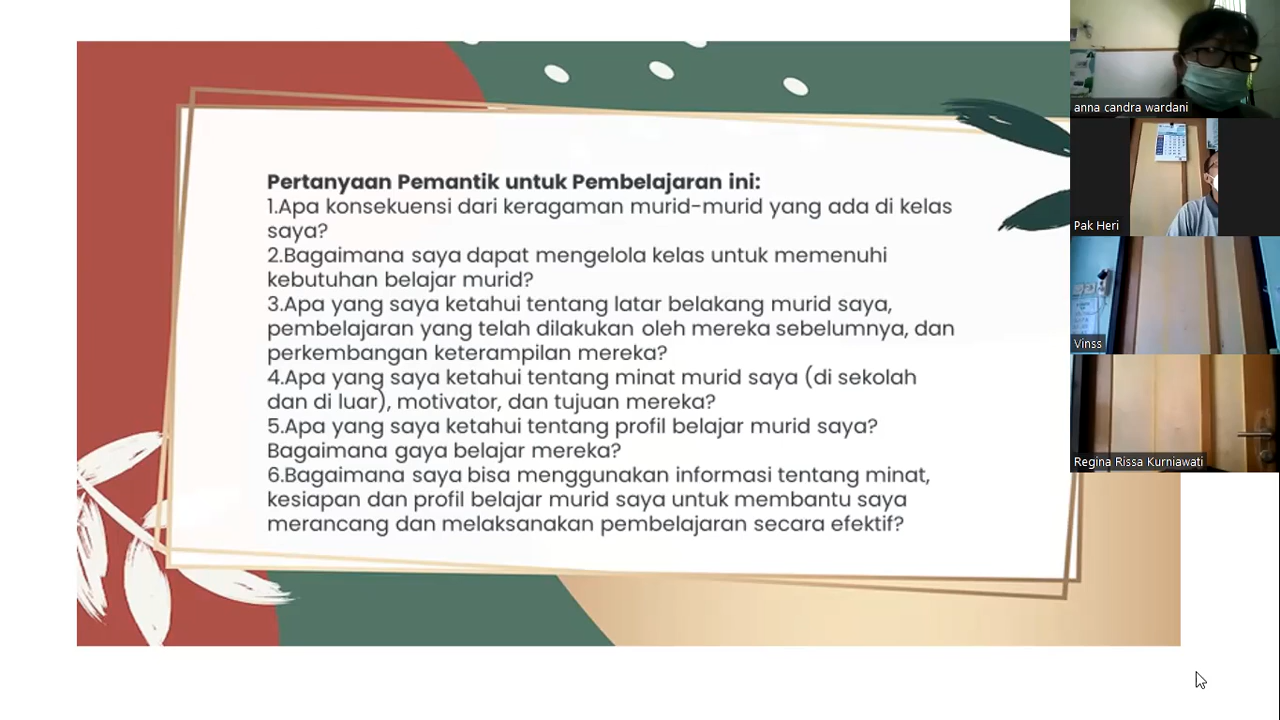 Pertanyaan Pemantik untuk Pembelajaran ini:
1.Apa konsekuensi dari keragaman murid-murid yang ada di kelas
saya?
2.Bagaimana saya dapat mengelola kelas untuk memenuhi
kebutuhan belajar murid?
3.Apa yang saya ketahui tentang latar belakang murid saya,
pembelajaran yang telah dilakukan oleh mereka sebelumnya, dan
perkembangan keterampilan mereka?
4.Apa yang saya ketahui tentang minat murid saya (di sekolah
dan di luar), motivator, dan tujuan mereka?
5.Apa yang saya ketahui tentang profil belajar murid saya?
Bagaimana gaya belajar mereka?
6.Bagaimana saya bisa menggunakan informasi tentang minat,
kesiapan dan profil belajar murid saya untuk membantu saya
merancang dan melaksanakan pembelajaran secara efektif?
anna candra wardani
Pak Heri
Vinss
Regina Rissa Kurniawati